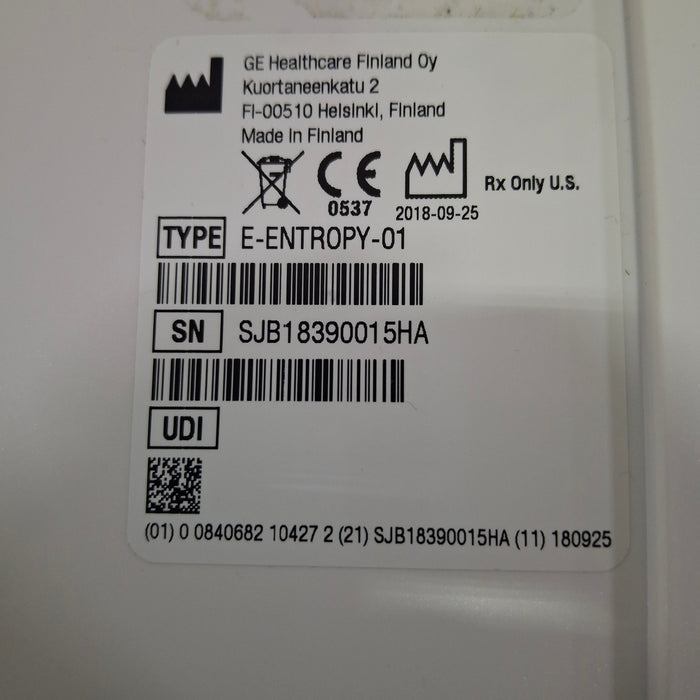 GE Healthcare Finland Oy
Kuortaneenkatu 2
FI-00510 Helsinki, Finland
Made in Finland
CE
0537
2018-09-25
Rx Only U.S.
TYPE E-ENTROPY-01
SN SJB18390015HA
UDI
(01) 0 0840682 10427 2 (21) SJB18390015HA (11) 180925